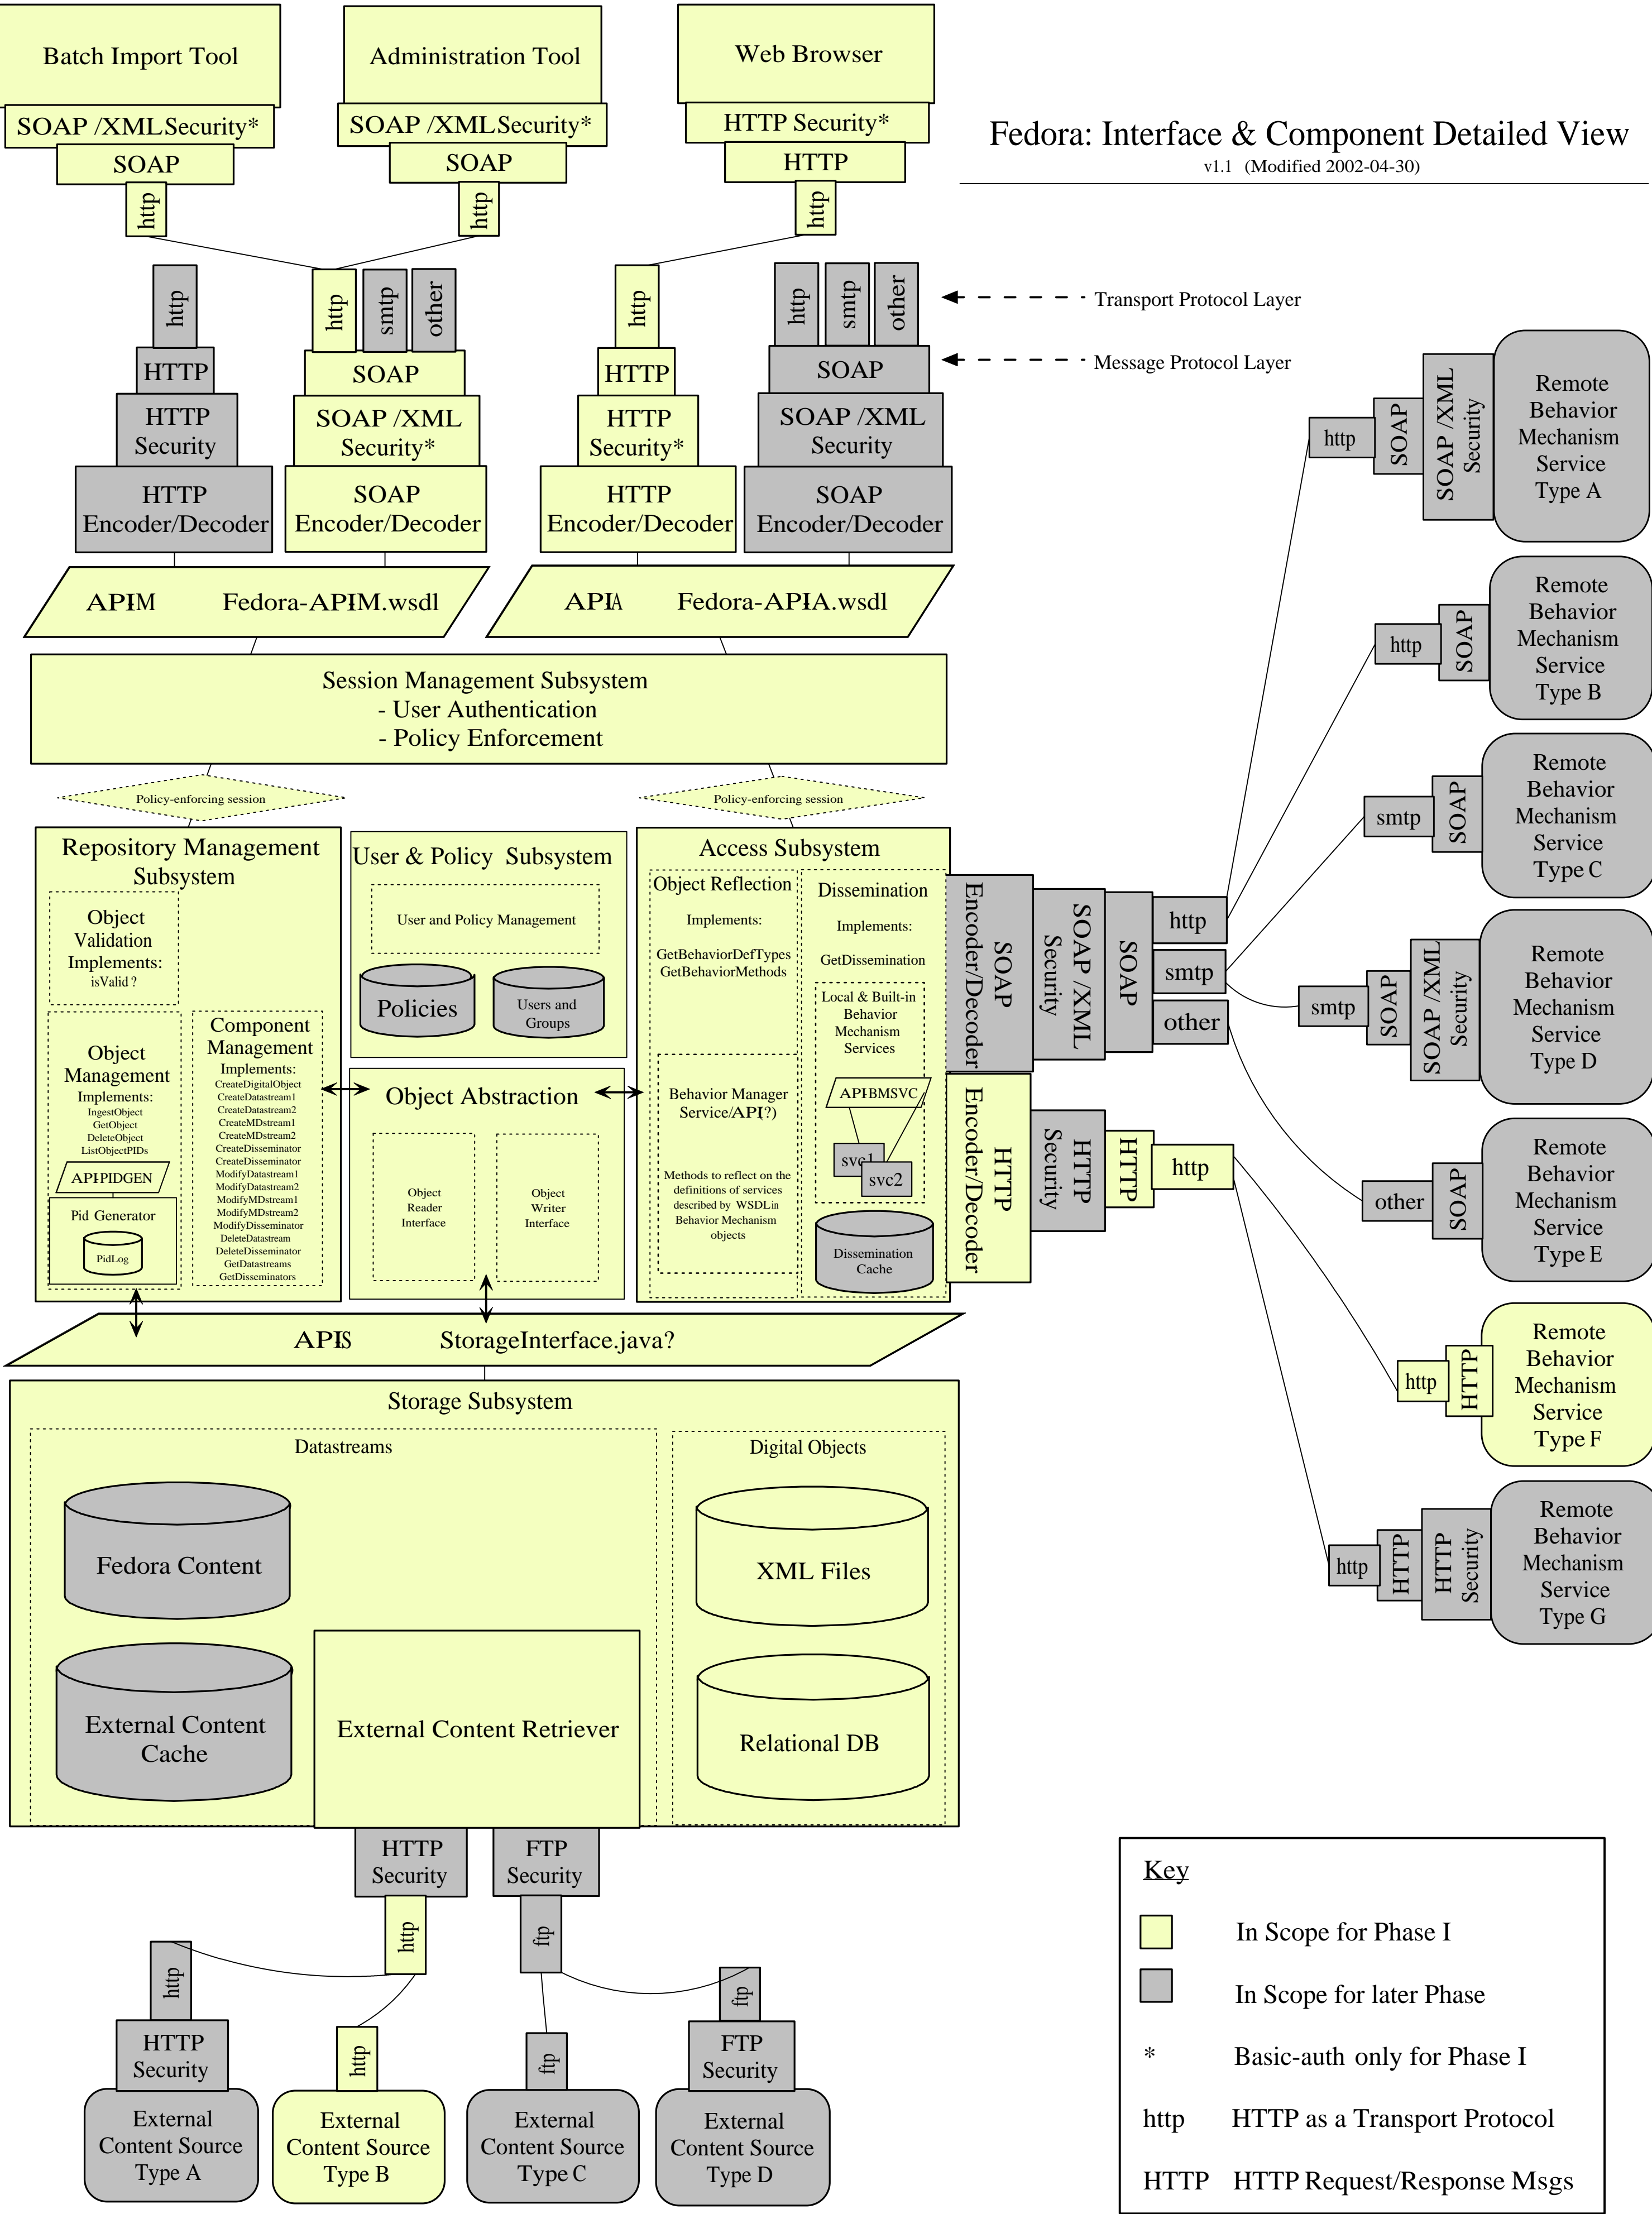 Batch Import Tool
SOAP /XML Security*
SOAP
http
Administration Tool
SOAP /XML Security*
SOAP
http
Web Browser
HTTP Security*
HTTP
http
Fedora: Interface & Component Detailed View
v1.1 (Modified 2002-04-30)
http
HTTP
HTTP
Security
HTTP
Encoder/Decoder
http
smtp
other
SOAP
SOAP /XML
Security*
SOAP
Encoder/Decoder
http
HTTP
HTTP
Security*
HTTP
Encoder/Decoder
http
smtp
other
SOAP
SOAP /XML
Security
SOAP
Encoder/Decoder
Transport Protocol Layer
Message Protocol Layer
API-M Fedora-API-M.wsdl
API-A Fedora-API-A.wsdl
Session Management Subsystem
- User Authentication
- Policy Enforcement
Policy-enforcing session
Policy-enforcing session
Repository Management
Subsystem
Object
Validation
Implements:
isValid ?
Object
Management
Implements:
IngestObject
GetObject
DeleteObject
ListObjectPIDs
API-PIDGEN
Pid Generator
PidLog
Component
Management
Implements:
CreateDigitalObject
CreateDatastream1
CreateDatastream2
CreateMDstream1
CreateMDstream2
CreateDisseminator
CreateDisseminator
ModifyDatastream1
ModifyDatastream2
ModifyMDstream1
ModifyMDstream2
ModifyDisseminator
DeleteDatastream
DeleteDisseminator
GetDatastreams
GetDisseminators
User & Policy Subsystem
User and Policy Management
Policies
Users and
Groups
Object Abstraction
Object
Reader
Interface
Object
Writer
Interface
Access Subsystem
Object Reflection
Implements:
GetBehaviorDefTypes
GetBehaviorMethods
Behavior Manager
Service/API(?)
Methods to reflect on the
definitions of services
described by WSDL in
Behavior Mechanism
objects
Dissemination
Implements:
GetDissemination
Local & Built-in
Behavior
Mechanism
Services
API-BMSVC
svc1
svc2
Dissemination
Cache
SOAP
Encoder/Decoder
SOAP /XML
Security
SOAP
http
smtp
other
HTTP
Encoder/Decoder
HTTP
Security
HTTP
http
http
SOAP
SOAP /XML
Security
Remote
Behavior
Mechanism
Service
Type A
http
SOAP
Remote
Behavior
Mechanism
Service
Type B
smtp
SOAP
Remote
Behavior
Mechanism
Service
Type C
smtp
SOAP
SOAP /XML
Security
Remote
Behavior
Mechanism
Service
Type D
other
SOAP
Remote
Behavior
Mechanism
Service
Type E
http
HTTP
Remote
Behavior
Mechanism
Service
Type F
http
HTTP
HTTP
Security
Remote
Behavior
Mechanism
Service
Type G
API-S StorageInterface.java?
Storage Subsystem
Datastreams
Fedora Content
External Content
Cache
External Content Retriever
Digital Objects
XML Files
Relational DB
HTTP
Security
http
FTP
Security
ftp
http
HTTP
Security
External
Content Source
Type A
http
External
Content Source
Type B
ftp
External
Content Source
Type C
ftp
FTP
Security
External
Content Source
Type D
Key
In Scope for Phase I
In Scope for later Phase
* Basic-auth only for Phase I
http HTTP as a Transport Protocol
HTTP HTTP Request/Response Msgs